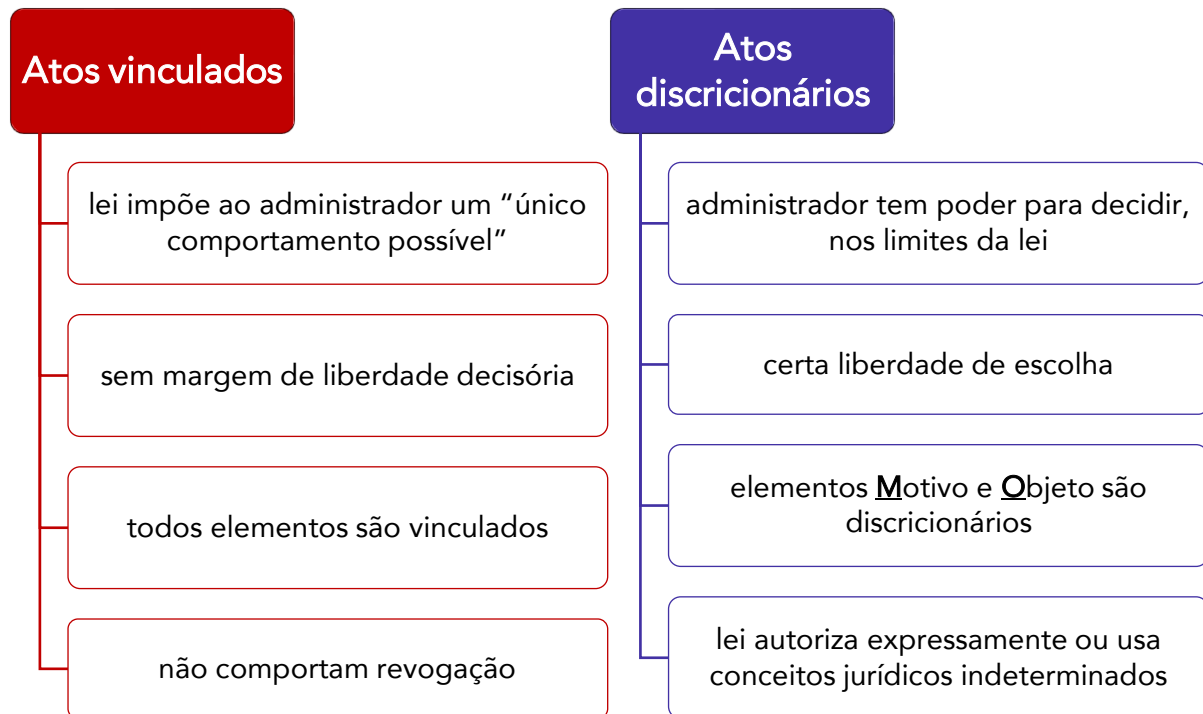 Atos vinculados
lei impõe ao administrador um “único
comportamento possível”
sem margem de liberdade decisória
todos elementos são vinculados
não comportam revogação
Atos
discricionários
administrador tem poder para decidir,
nos limites da lei
certa liberdade de escolha
elementos Motivo e Objeto são
discricionários
lei autoriza expressamente ou usa
conceitos jurídicos indeterminados